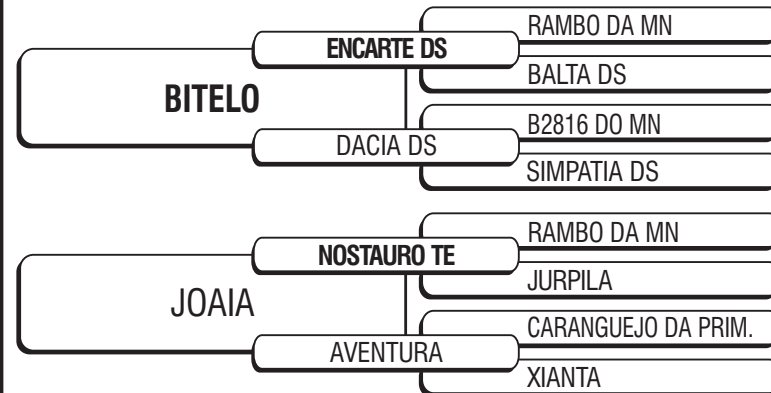 RAMBO DA MN
ENCARTE DS
BALTA DS
BITELO
B2816 DO MN
DACIA DS
SIMPATIA DS
RAMBO DA MN
NOSTAURO TE
JURPILA
JOAIA
CARANGUEJO DA PRIM.
AVENTURA
XIANTA